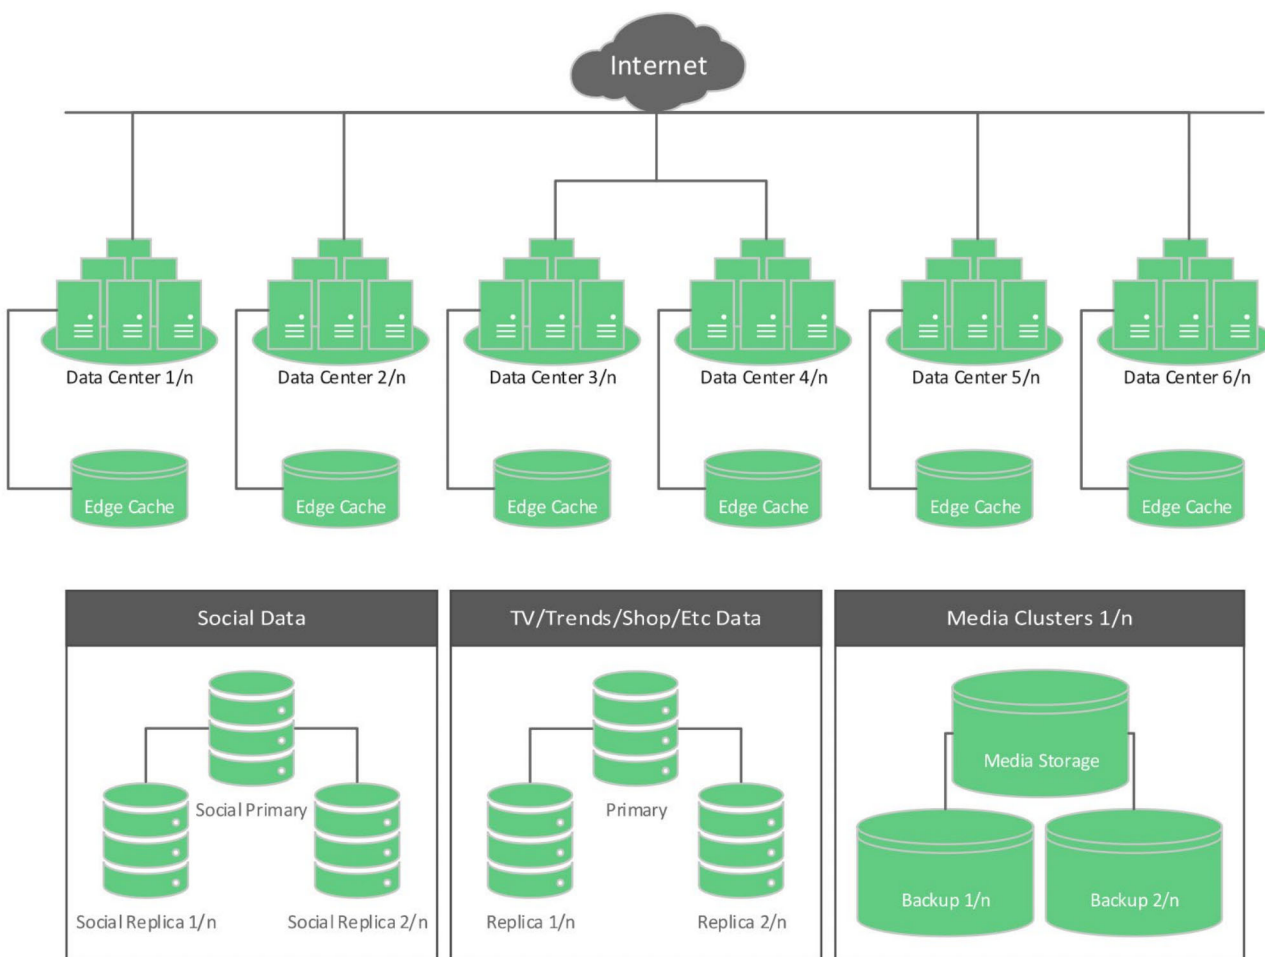 Internet
Data Center 1/n
Data Center 2/n
Data Center 3/n
Data Center 4/n
Data Center 5/n
Data Center 6/n
Edge Cache
Edge Cache
Edge Cache
Edge Cache
Edge Cache
Edge Cache
Social Data
Social Primary
Social Replica 1/n
Social Replica 2/n
TV/Trends/Shop/Etc Data
Primary
Replica 1/n
Replica 2/n
Media Clusters 1/n
Media Storage
Backup 1/n
Backup 2/n